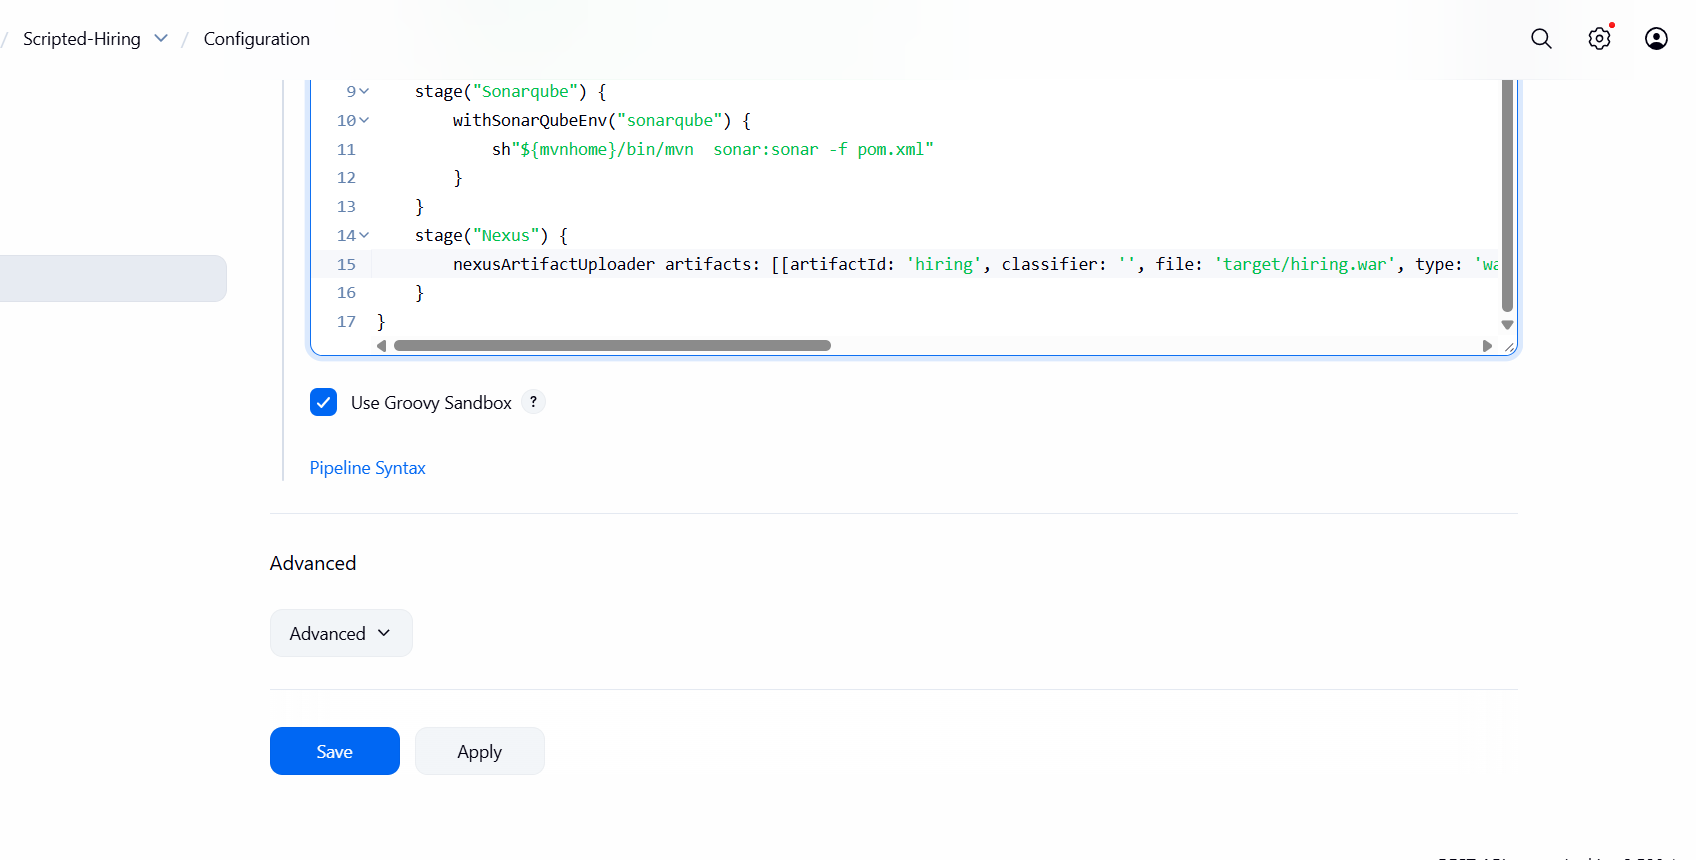 / Scripted-Hiring / Configuration
9 stage("Sonarqube") {
10 withSonarQubeEnv("sonarqube") {
11 sh"${mvnhome}/bin/mvn  sonar:sonar -f pom.xml"
12 }
13 }
14 stage("Nexus") {
15 nexusArtifactUploader artifacts: [[artifactId: 'hiring', classifier: '', file: 'target/hiring.war', type: 'wa
16 }
17 }
Use Groovy Sandbox ?
Pipeline Syntax
Advanced
Advanced
Save Apply